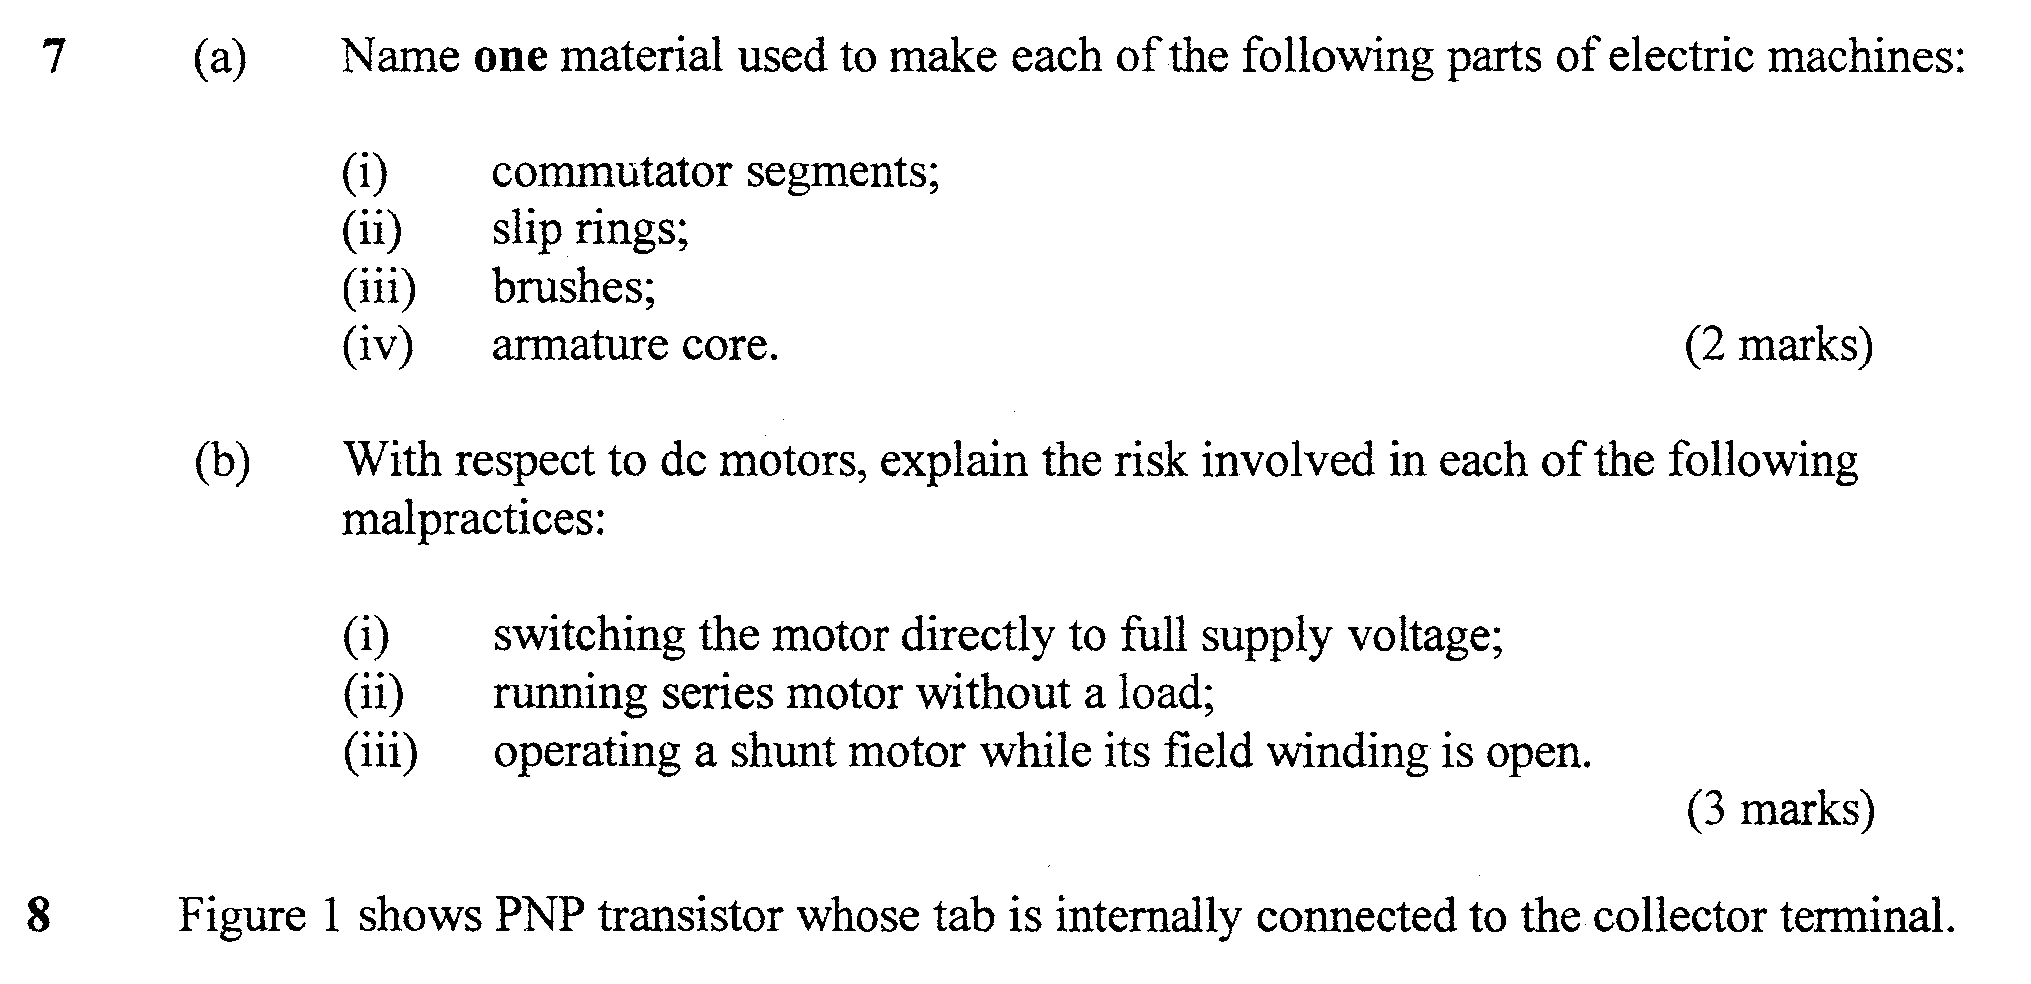 7 (a) Name one material used to make each of the following parts of electric machines:
(i) commutator segments;
(ii) slip rings;
(iii) brushes;
(iv) armature core. (2 marks)
(b) With respect to dc motors, explain the risk involved in each of the following
malpractices:
(i) switching the motor directly to full supply voltage;
(ii) running series motor without a load;
(iii) operating a shunt motor while its field winding is open.
(3 marks)
8 Figure 1 shows PNP transistor whose tab is internally connected to the collector terminal.